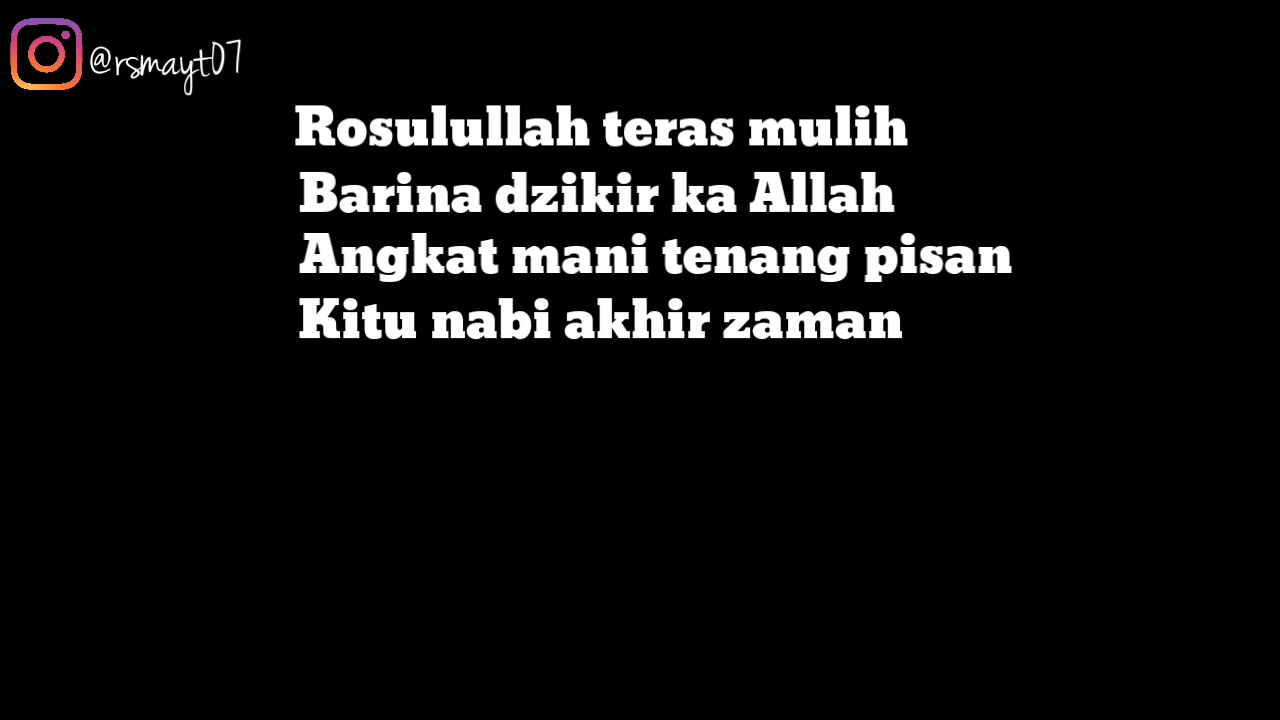 @rsmayt07
Rosulullah teras mulih
Barina dzikir ka Allah
Angkat mani tenang pisan
Kitu nabi akhir zaman